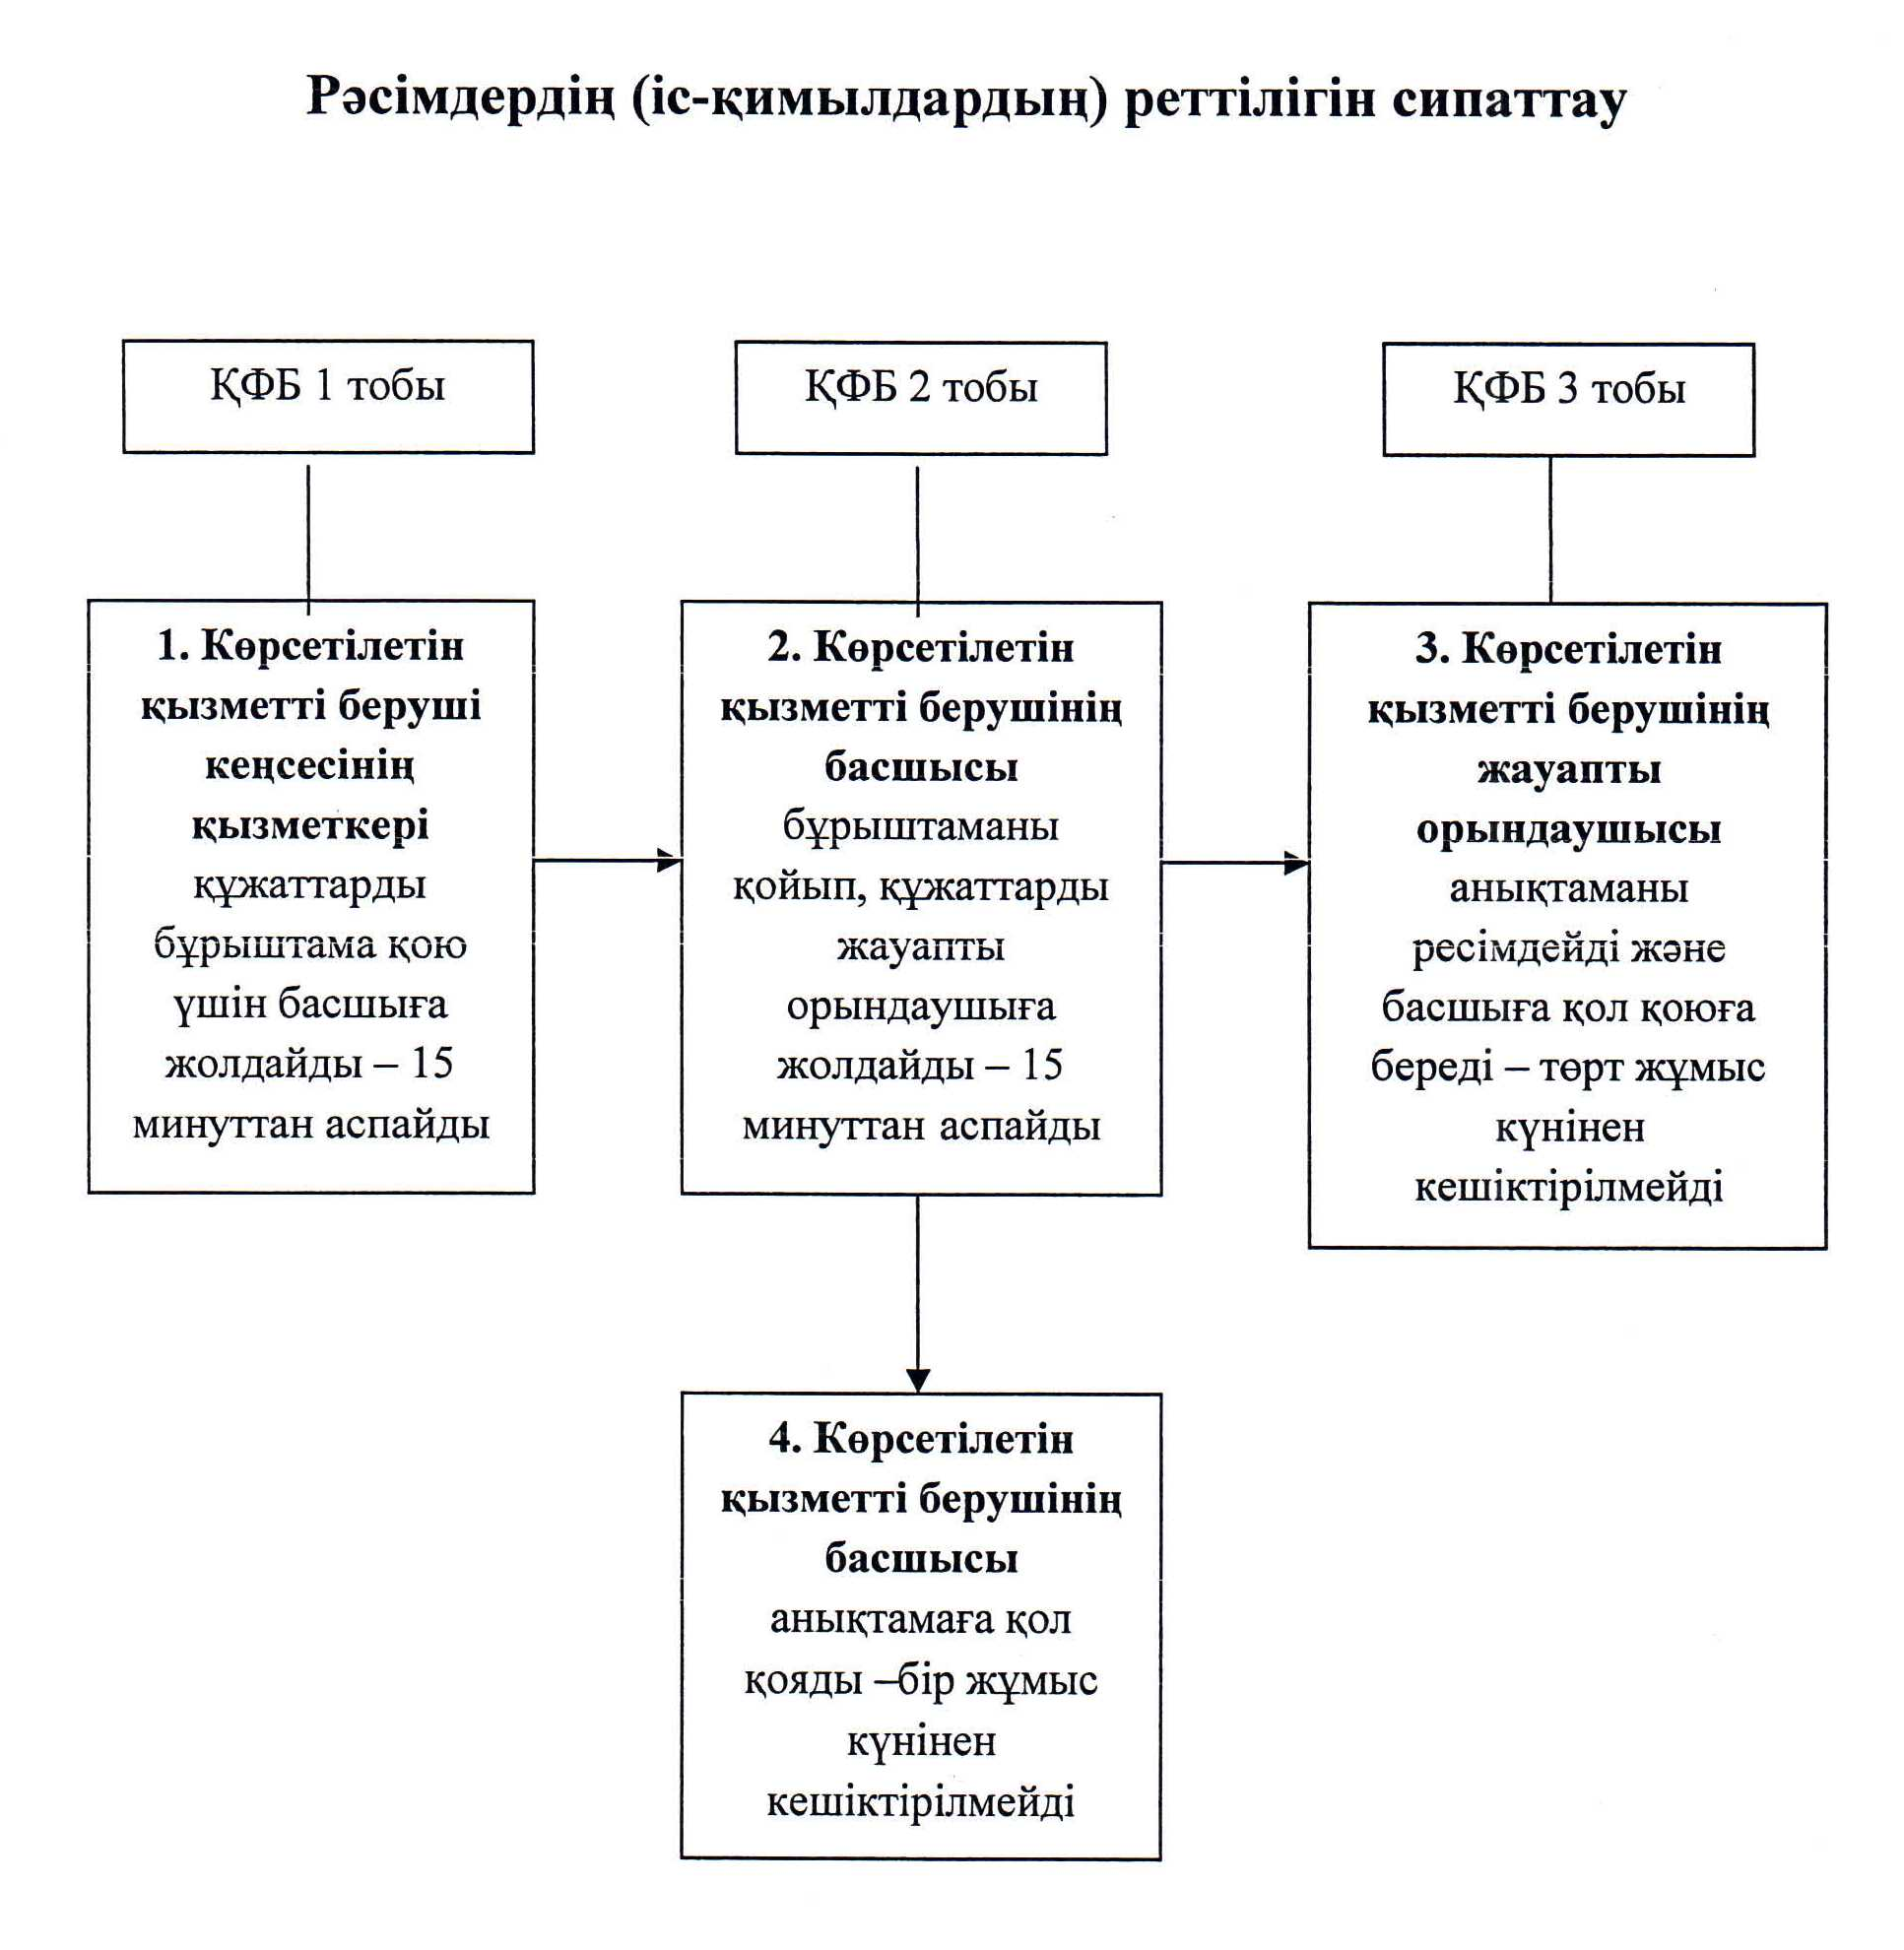 Рәсімдердің (іс-қимылдардың) реттілігін сипаттау
ҚФБ 1 тобы
ҚФБ 2 тобы
ҚФБ 3 тобы
1. Көрсетілетін
қызметті беруші
кеңсесінің
қызметкері
құжаттарды
бұрыштама қою
үшін басшыға
жолдайды – 15
минуттан аспайды
2. Көрсетілетін
қызметті берушінің
басшысы
бұрыштаманы
қойып, құжаттарды
жауапты
орындаушыға
жолдайды – 15
минуттан аспайды
3. Көрсетілетін
қызметті берушінің
жауапты
орындаушысы
анықтаманы
ресімдейді және
басшыға қол қоюға
береді – төрт жұмыс
күнінен
кешіктірілмейді
4. Көрсетілетін
қызметті берушінің
басшысы
анықтамаға қол
қояды –бір жұмыс
күнінен
кешіктірілмейді